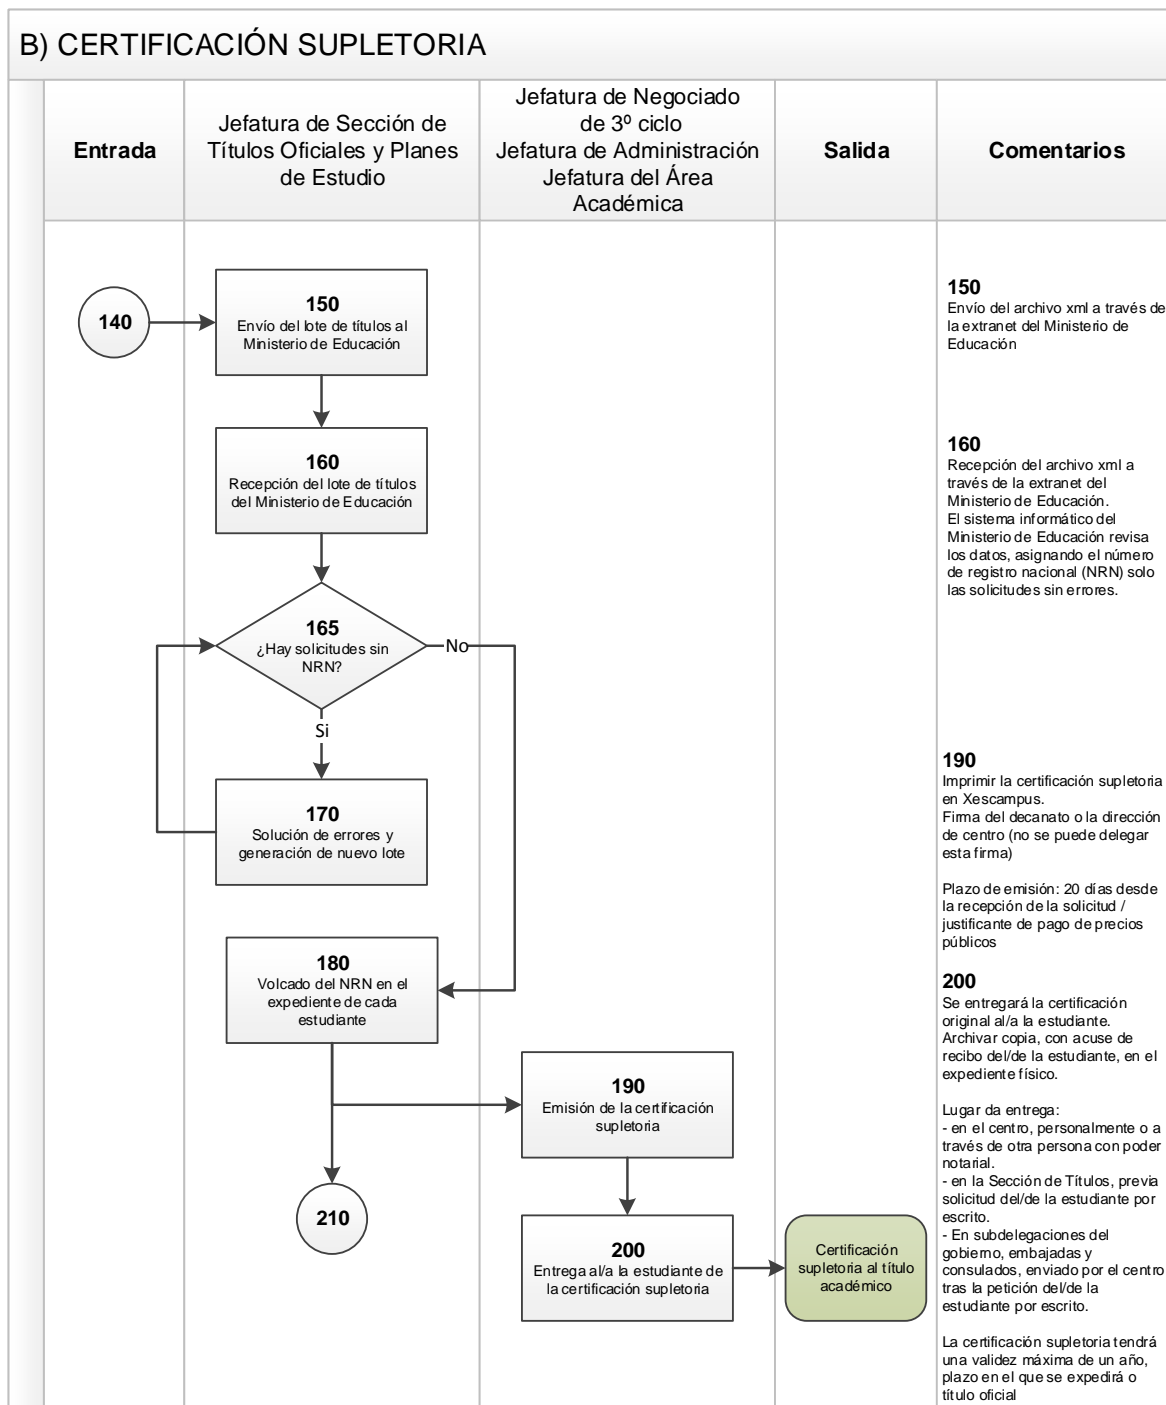 B) CERTIFICACIÓN SUPLETORIA
Entrada
Jefatura de Sección de
Títulos Oficiales y Planes
de Estudio
Jefatura de Negociado
de 3º ciclo
Jefatura de Administración
Jefatura del Área
Académica
Salida
Comentarios
140
150
Envío del lote de títulos al
Ministerio de Educación
160
Recepción del lote de títulos
del Ministerio de Educación
165
¿Hay solicitudes sin
NRN?
No
Si
170
Solución de errores y
generación de nuevo lote
180
Volcado del NRN en el
expediente de cada
estudiante
190
Emisión de la certificación
supletoria
210
200
Entrega al/a la estudiante de
la certificación supletoria
Certificación
supletoria al título
académico
150
Envío del archivo xml a través de
la extranet del Ministerio de
Educación
160
Recepción del archivo xml a
través de la extranet del
Ministerio de Educación.
El sistema informático del
Ministerio de Educación revisa
los datos, asignando el número
de registro nacional (NRN) solo
las solicitudes sin errores.
190
Imprimir la certificación supletoria
en Xescampus.
Firma del decanato o la dirección
de centro (no se puede delegar
esta firma)
Plazo de emisión: 20 días desde
la recepción de la solicitud /
justificante de pago de precios
públicos
200
Se entregará la certificación
original al/a la estudiante.
Archivar copia, con acuse de
recibo del/de la estudiante, en el
expediente físico.
Lugar da entrega:
- en el centro, personalmente o a
través de otra persona con poder
notarial.
- en la Sección de Títulos, previa
solicitud del/de la estudiante por
escrito.
- En subdelegaciones del
gobierno, embajadas y
consulados, enviado por el centro
tras la petición del/de la
estudiante por escrito.
La certificación supletoria tendrá
una validez máxima de un año,
plazo en el que se expedirá o
título oficial